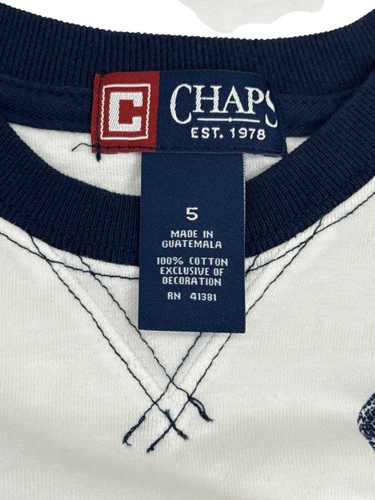 C
CHAPS
EST. 1978
5
MADE IN
GUATEMALA
100% COTTON
EXCLUSIVE OF
DECORATION
RN 41381